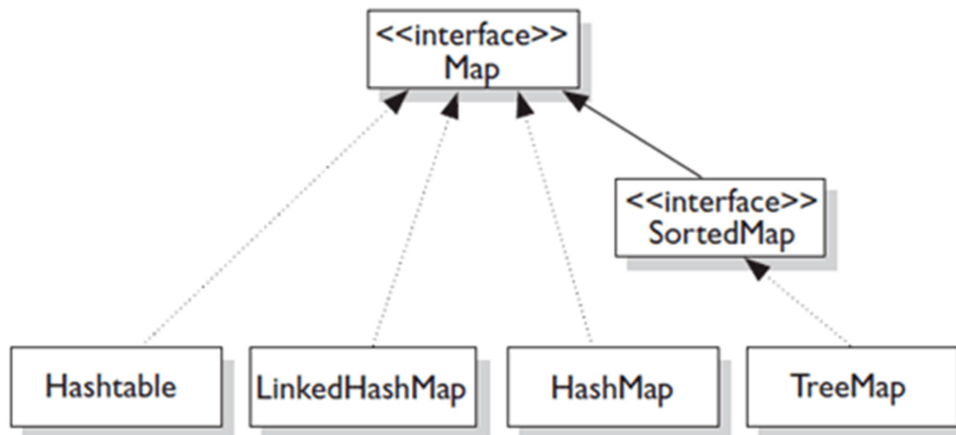 <<interface>>
Map
<<interface>>
SortedMap
Hashtable
LinkedHashMap
HashMap
TreeMap